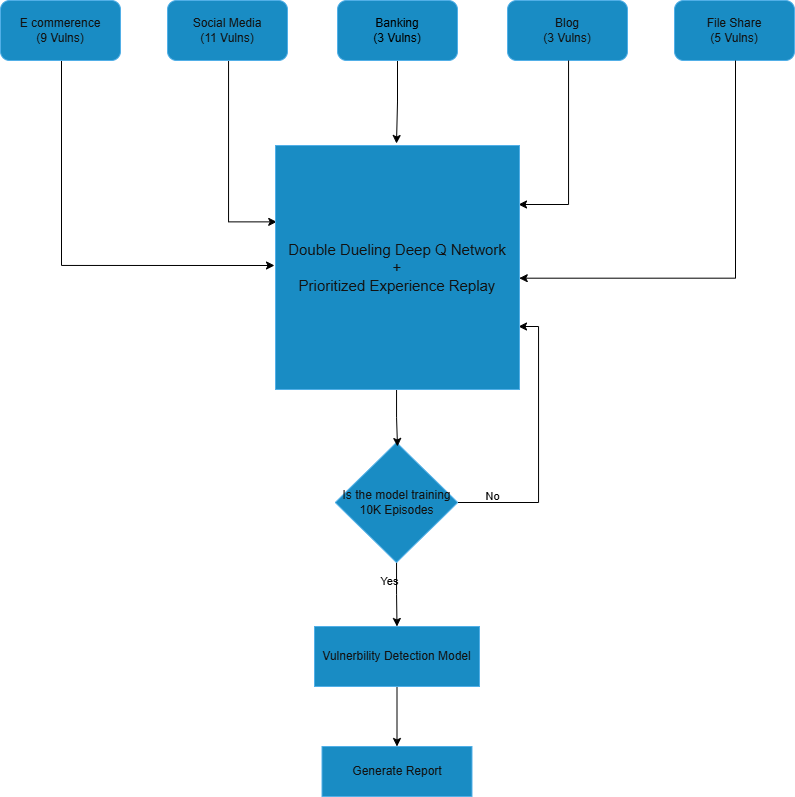 E commerence
(9 Vulns)
Social Media
(11 Vulns)
Banking
(3 Vulns)
Blog
(3 Vulns)
File Share
(5 Vulns)
Double Dueling Deep Q Network
+
Prioritized Experience Replay
Is the model training
10K Episodes
No
Yes
Vulnerbility Detection Model
Generate Report